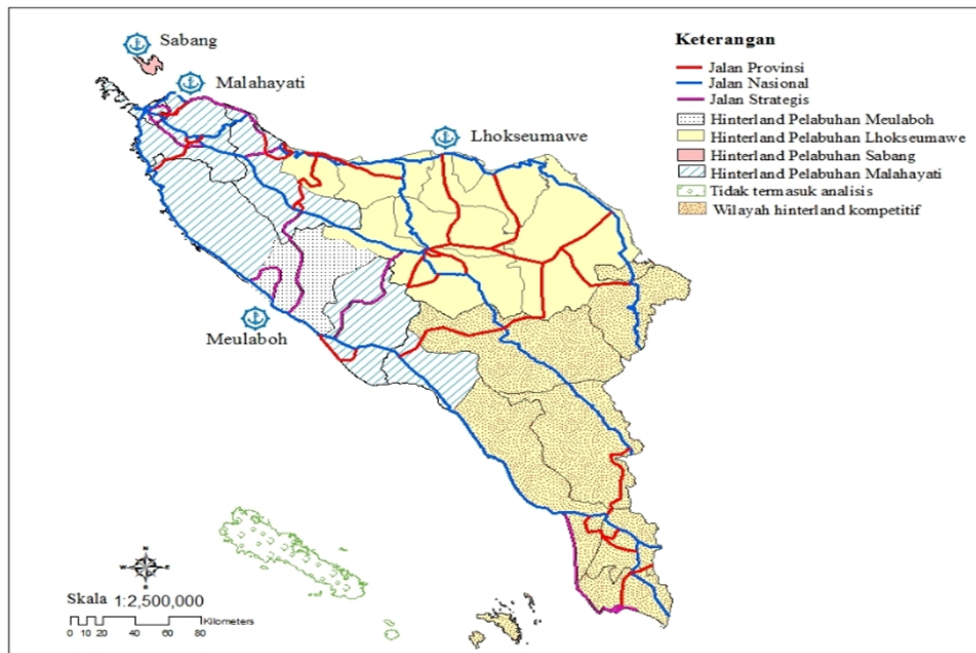 Sabang
Malahayati
Lhokseumawe
Meulaboh
Keterangan
Jalan Provinsi
Jalan Nasional
Jalan Strategis
Hinterland Pelabuhan Meulaboh
Hinterland Pelabuhan Lhokseumawe
Hinterland Pelabuhan Sabang
Hinterland Pelabuhan Malahayati
Tidak termasuk analisis
Wilayah hinterland kompetitif
N
W E
S
Skala 1:2,500,000
Kilometers
0 10 20 40 60 80